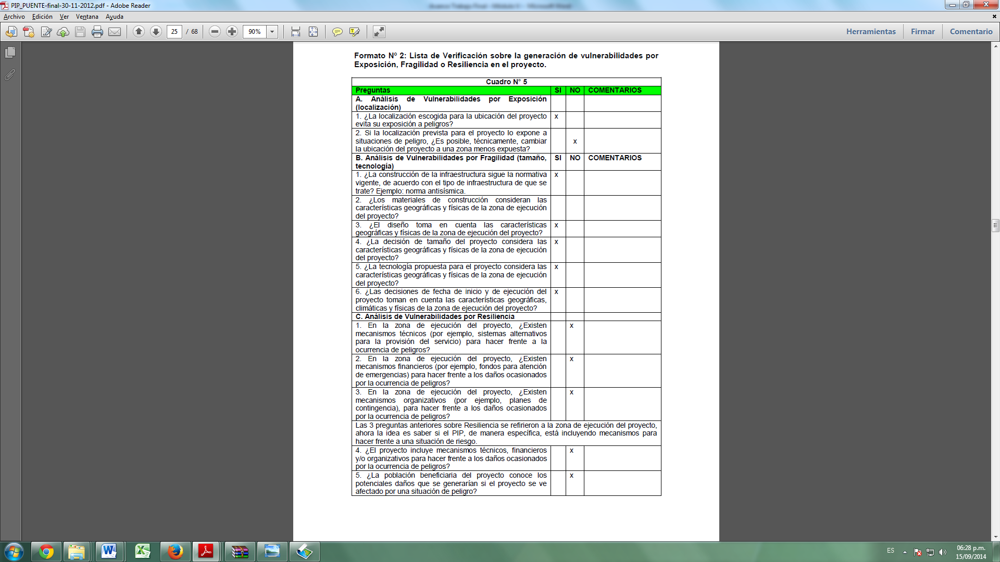 PIP_PUENTE-final-30-11-2012.pdf - Adobe Reader
Archivo Edición Ver Ventana Ayuda
25 / 68 90% Herramientas Firmar Comentario
Formato Nº 2: Lista de Verificación sobre la generación de vulnerabilidades por
Exposición, Fragilidad o Resiliencia en el proyecto.
Cuadro N° 5
Preguntas SI NO COMENTARIOS
A. Análisis de Vulnerabilidades por Exposición
(localización)
1. ¿La localización escogida para la ubicación del proyecto x
evita su exposición a peligros?
2. Si la localización prevista para el proyecto lo expone a
situaciones de peligro, ¿Es posible, técnicamente, cambiar x
la ubicación del proyecto a una zona menos expuesta?
B. Análisis de Vulnerabilidades por Fragilidad (tamaño, SI NO COMENTARIOS
tecnología)
1. ¿La construcción de la infraestructura sigue la normativa x
vigente, de acuerdo con el tipo de infraestructura de que se
trate? Ejemplo: norma antisísmica.
2. ¿Los materiales de construcción consideran las
características geográficas y físicas de la zona de ejecución
del proyecto?
3. ¿El diseño toma en cuenta las características x
geográficas y físicas de la zona de ejecución del proyecto?
4. ¿La decisión de tamaño del proyecto considera las x
características geográficas y físicas de la zona de ejecución
del proyecto?
5. ¿La tecnología propuesta para el proyecto considera las x
características geográficas y físicas de la zona de ejecución
del proyecto?
6. ¿Las decisiones de fecha de inicio y de ejecución del x
proyecto toman en cuenta las características geográficas,
climáticas y físicas de la zona de ejecución del proyecto?
C. Análisis de Vulnerabilidades por Resiliencia
1. En la zona de ejecución del proyecto, ¿Existen x
mecanismos técnicos (por ejemplo, sistemas alternativos
para la provisión del servicio) para hacer frente a la
ocurrencia de peligros?
2. En la zona de ejecución del proyecto, ¿Existen x
mecanismos financieros (por ejemplo, fondos para atención
de emergencias) para hacer frente a los daños ocasionados
por la ocurrencia de peligros?
3. En la zona de ejecución del proyecto, ¿Existen x
mecanismos organizativos (por ejemplo, planes de
contingencia), para hacer frente a los daños ocasionados
por la ocurrencia de peligros?
Las 3 preguntas anteriores sobre Resiliencia se refirieron a la zona de ejecución del proyecto,
ahora la idea es saber si el PIP, de manera específica, está incluyendo mecanismos para
hacer frente a una situación de riesgo.
4. ¿El proyecto incluye mecanismos técnicos, financieros x
y/o organizativos para hacer frente a los daños ocasionados
por la ocurrencia de peligros?
5. ¿La población beneficiaria del proyecto conoce los x
potenciales daños que se generarían si el proyecto se ve
afectado por una situación de peligro?
ES
06:28 p.m.
15/09/2014